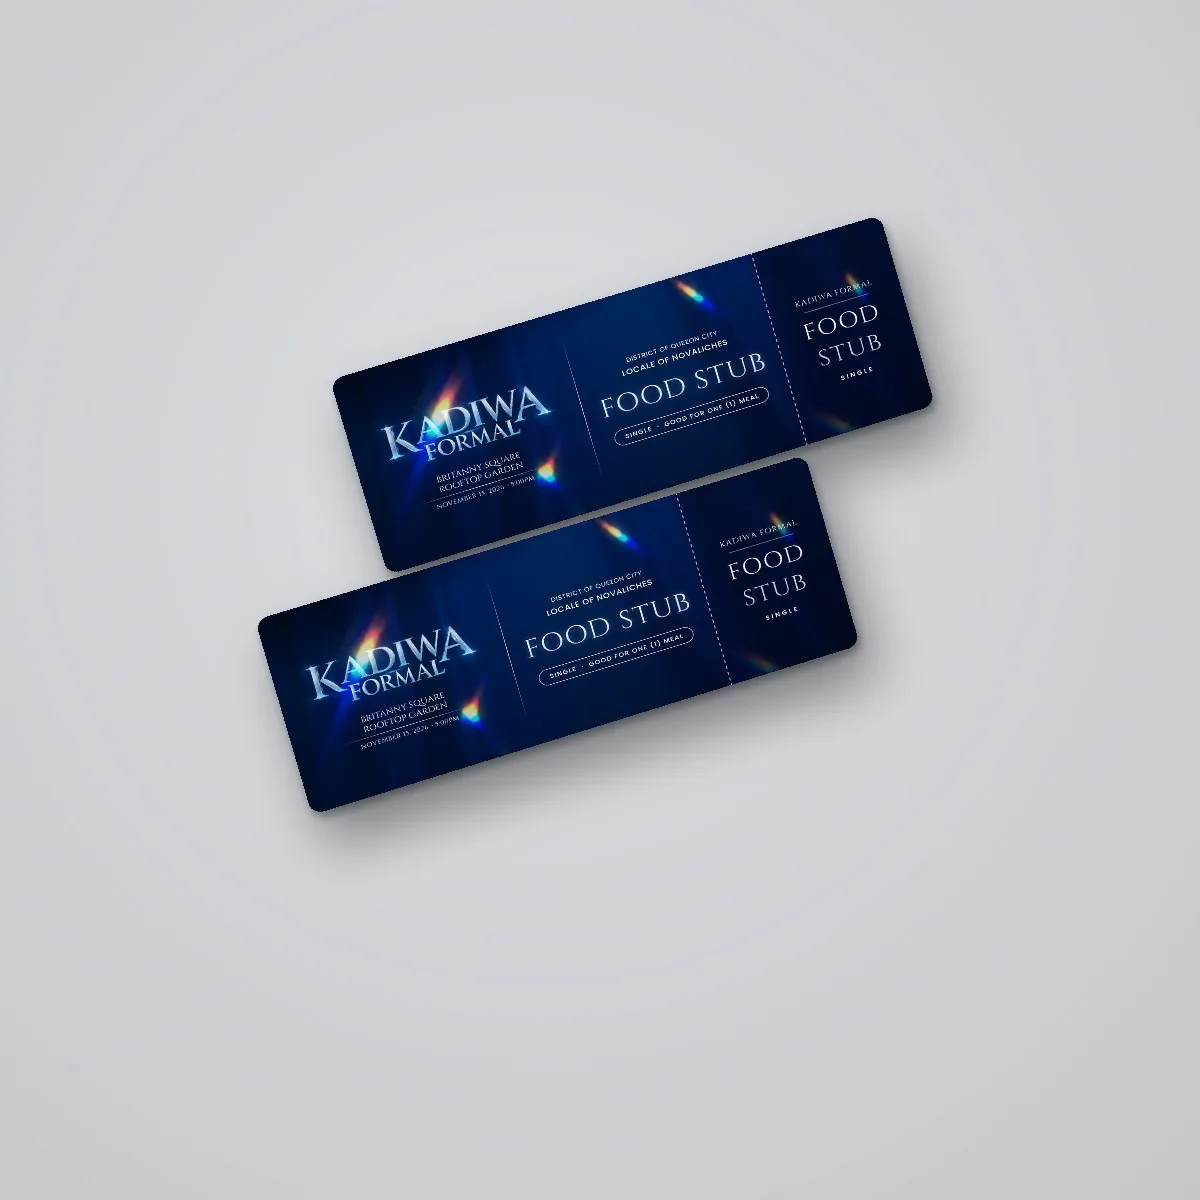 KADIWA
FORMAL
BRITANNY SQUARE
ROOFTOP GARDEN
NOVEMBER 15, 2026 - 5:00PM
DISTRICT OF QUEZON CITY
LOCALE OF NOVALICHES
FOOD STUB
SINGLE · GOOD FOR ONE (1) MEAL
KADIWA FORMAL
FOOD
STUB
SINGLE
KADIWA
FORMAL
BRITANNY SQUARE
ROOFTOP GARDEN
NOVEMBER 15, 2026 - 5:00PM
DISTRICT OF QUEZON CITY
LOCALE OF NOVALICHES
FOOD STUB
SINGLE · GOOD FOR ONE (1) MEAL
KADIWA FORMAL
FOOD
STUB
SINGLE